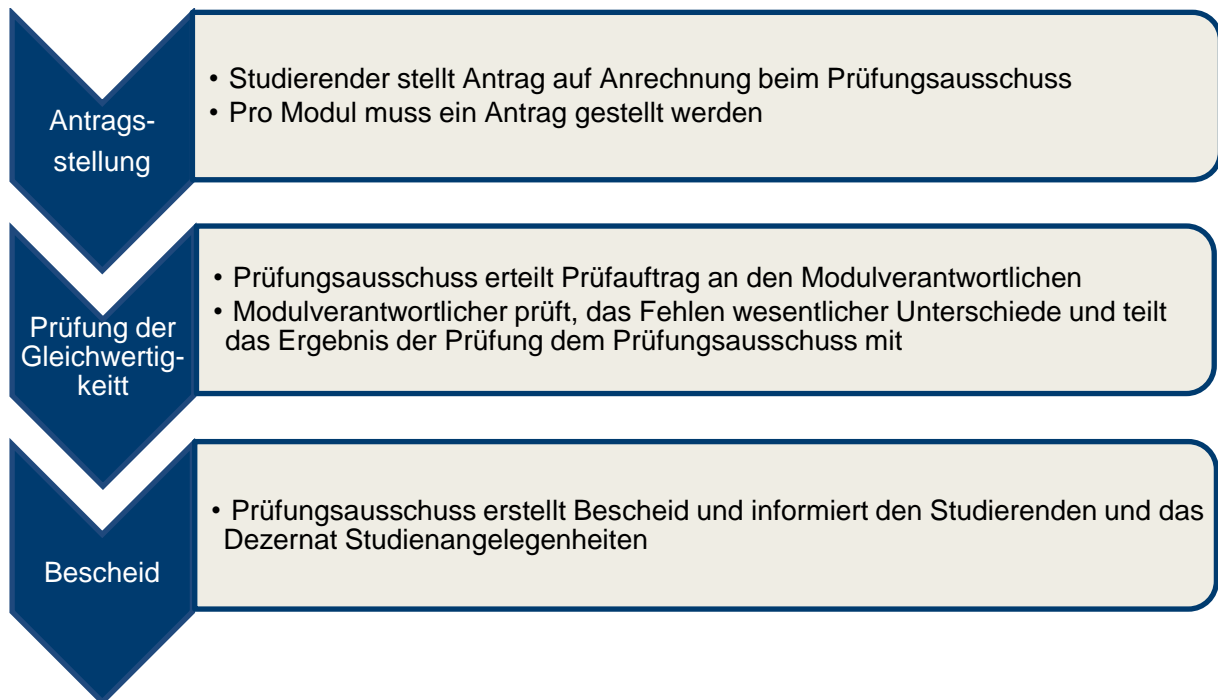 Antrags-
stellung
• Studierender stellt Antrag auf Anrechnung beim Prüfungsausschuss
• Pro Modul muss ein Antrag gestellt werden
Prüfung der
Gleichwertig-
keitt
• Prüfungsausschuss erteilt Prüfauftrag an den Modulverantwortlichen
• Modulverantwortlicher prüft, das Fehlen wesentlicher Unterschiede und teilt
das Ergebnis der Prüfung dem Prüfungsausschuss mit
Bescheid
• Prüfungsausschuss erstellt Bescheid und informiert den Studierenden und das
Dezernat Studienangelegenheiten